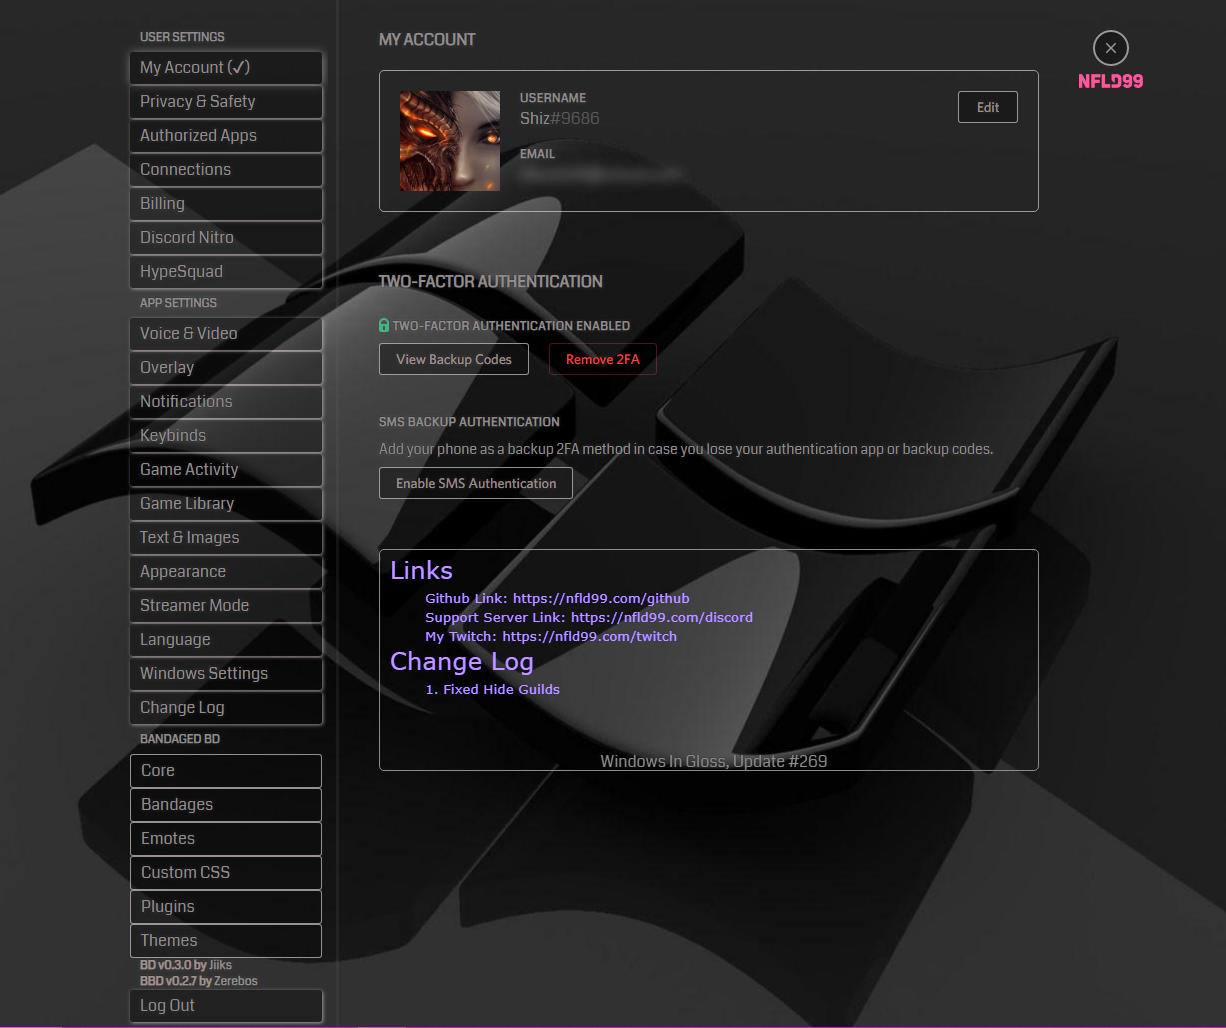 USER SETTINGS
My Account (✓)
Privacy & Safety
Authorized Apps
Connections
Billing
Discord Nitro
HypeSquad
APP SETTINGS
Voice & Video
Overlay
Notifications
Keybinds
Game Activity
Game Library
Text & Images
Appearance
Streamer Mode
Language
Windows Settings
Change Log
BANDAGED BD
Core
Bandages
Emotes
Custom CSS
Plugins
Themes
BD v0.3.0 by Jiiks
BBD v0.2.7 by Zerebos
Log Out
MY ACCOUNT
NFLD99
USERNAME
Shiz#9686
Edit
EMAIL
TWO-FACTOR AUTHENTICATION
TWO-FACTOR AUTHENTICATION ENABLED
View Backup Codes
Remove 2FA
SMS BACKUP AUTHENTICATION
Add your phone as a backup 2FA method in case you lose your authentication app or backup codes.
Enable SMS Authentication
Links
Github Link: https://nfld99.com/github
Support Server Link: https://nfld99.com/discord
My Twitch: https://nfld99.com/twitch
Change Log
1. Fixed Hide Guilds
Windows In Gloss, Update #269